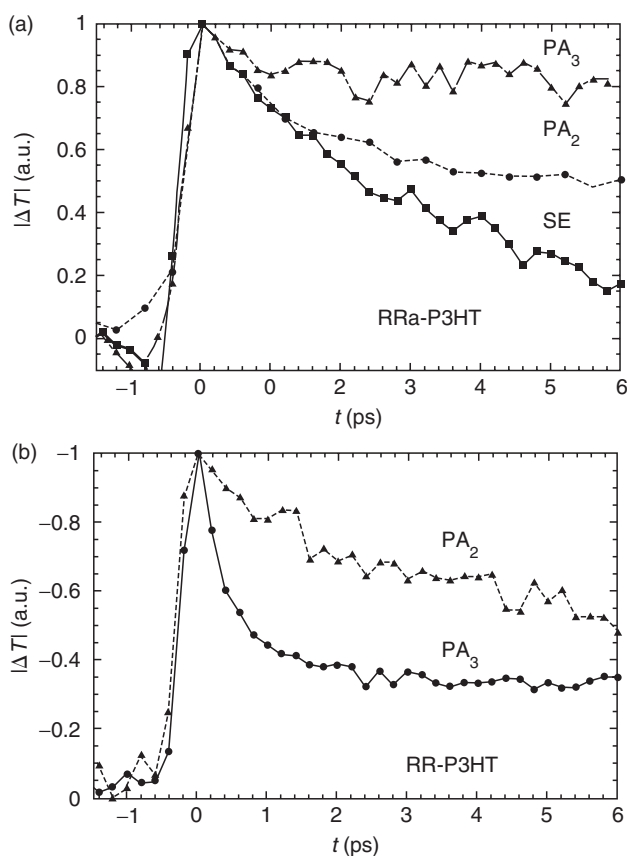 (a)
1
PA3
0.8
PA2
0.6
|ΔT| (a.u.)
0.4
SE
0.2
RRa-P3HT
0
−1 0 0 2 3 4 5 6
t (ps)
(b)
−1
−0.8
PA2
−0.6
|ΔT| (a.u.)
PA3
−0.4
−0.2
RR-P3HT
0
−1 0 1 2 3 4 5 6
t (ps)